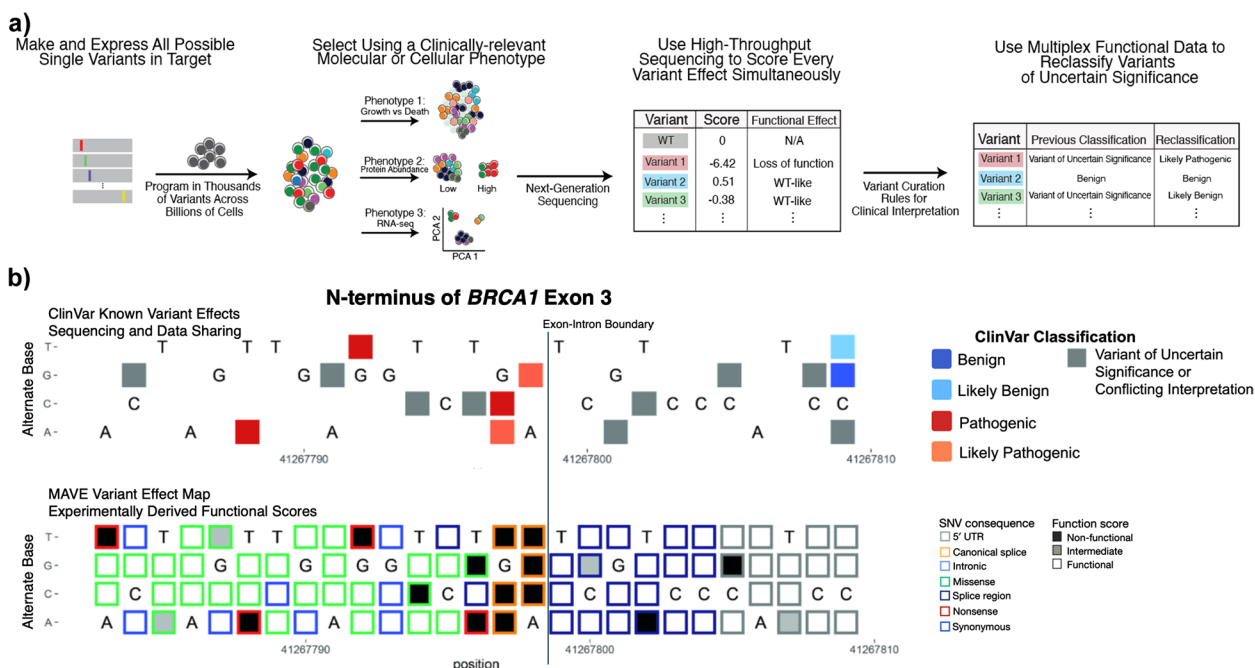 a)
Make and Express All Possible
Single Variants in Target
Select Using a Clinically-relevant
Molecular or Cellular Phenotype
Use High-Throughput
Sequencing to Score Every
Variant Effect Simultaneously
Use Multiplex Functional Data to
Reclassify Variants
of Uncertain Significance
Program in Thousands
of Variants Across
Billions of Cells
Phenotype 1:
Growth vs Death
Phenotype 2:
Protein Abundance
Low High
Phenotype 3:
RNA-seq
PCA 2
PCA 1
Next-Generation
Sequencing
Variant Score Functional Effect
WT 0 N/A
Variant 1 -6.42 Loss of function
Variant 2 0.51 WT-like
Variant 3 -0.38 WT-like
Variant Curation
Rules for
Clinical Interpretation
Variant Previous Classification Reclassification
Variant 1 Variant of Uncertain Significance Likely Pathogenic
Variant 2 Benign Benign
Variant 3 Variant of Uncertain Significance Likely Benign
b)
N-terminus of BRCA1 Exon 3
ClinVar Known Variant Effects
Sequencing and Data Sharing
Exon-Intron Boundary
Alternate Base
T- T T T T T T T T
G- G G G G G G
C- C C C C C C C C
A- A A A A A
41267790 41267800 41267810
ClinVar Classification
Benign
Likely Benign
Pathogenic
Likely Pathogenic
Variant of Uncertain
Significance or
Conflicting Interpretation
MAVE Variant Effect Map
Experimentally Derived Functional Scores
Alternate Base
T- T T T T T T T T
G- G G G G G G
C- C C C C C C C C
A- A A A A A
41267790 41267800 41267810
position
SNV consequence
5' UTR
Canonical splice
Intronic
Missense
Splice region
Nonsense
Synonymous
Function score
Non-functional
Intermediate
Functional